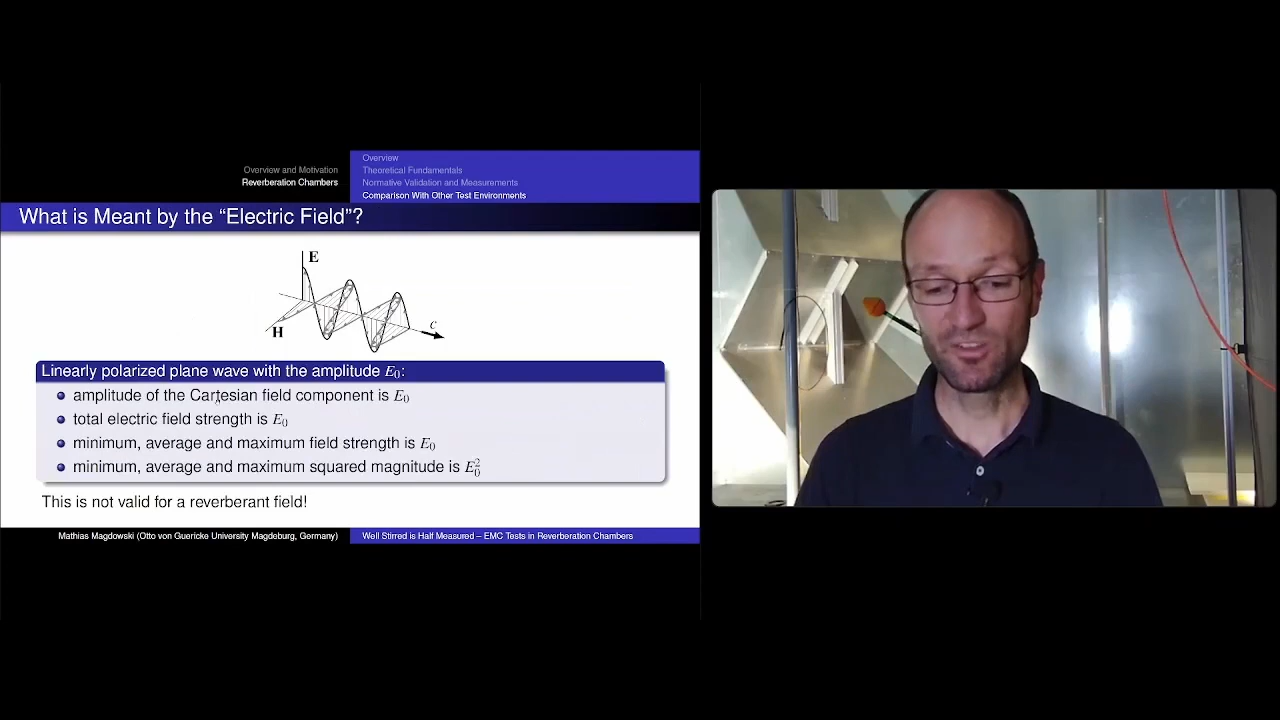 Overview and Motivation
Reverberation Chambers
Overview
Theoretical Fundamentals
Normative Validation and Measurements
Comparison With Other Test Environments
What is Meant by the “Electric Field”?
E
H
c
Linearly polarized plane wave with the amplitude E₀:
amplitude of the Cartesian field component is E₀
total electric field strength is E₀
minimum, average and maximum field strength is E₀
minimum, average and maximum squared magnitude is E₀²
This is not valid for a reverberant field!
Mathias Magdowski (Otto von Guericke University Magdeburg, Germany)
Well Stirred is Half Measured – EMC Tests in Reverberation Chambers